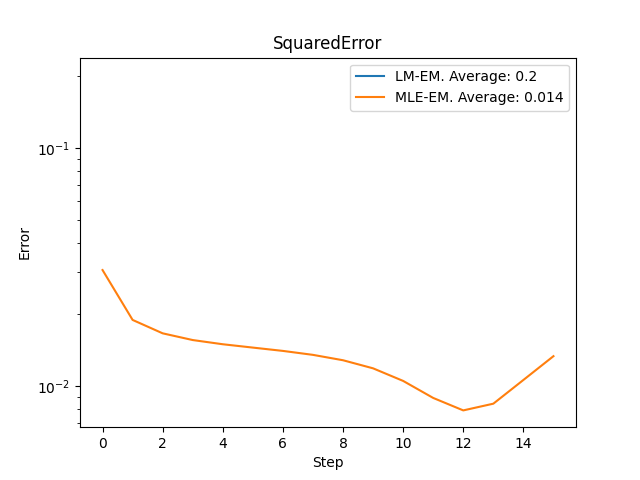 SquaredError
LM-EM. Average: 0.2
MLE-EM. Average: 0.014
Error
10⁻¹
10⁻²
0 2 4 6 8 10 12 14
Step